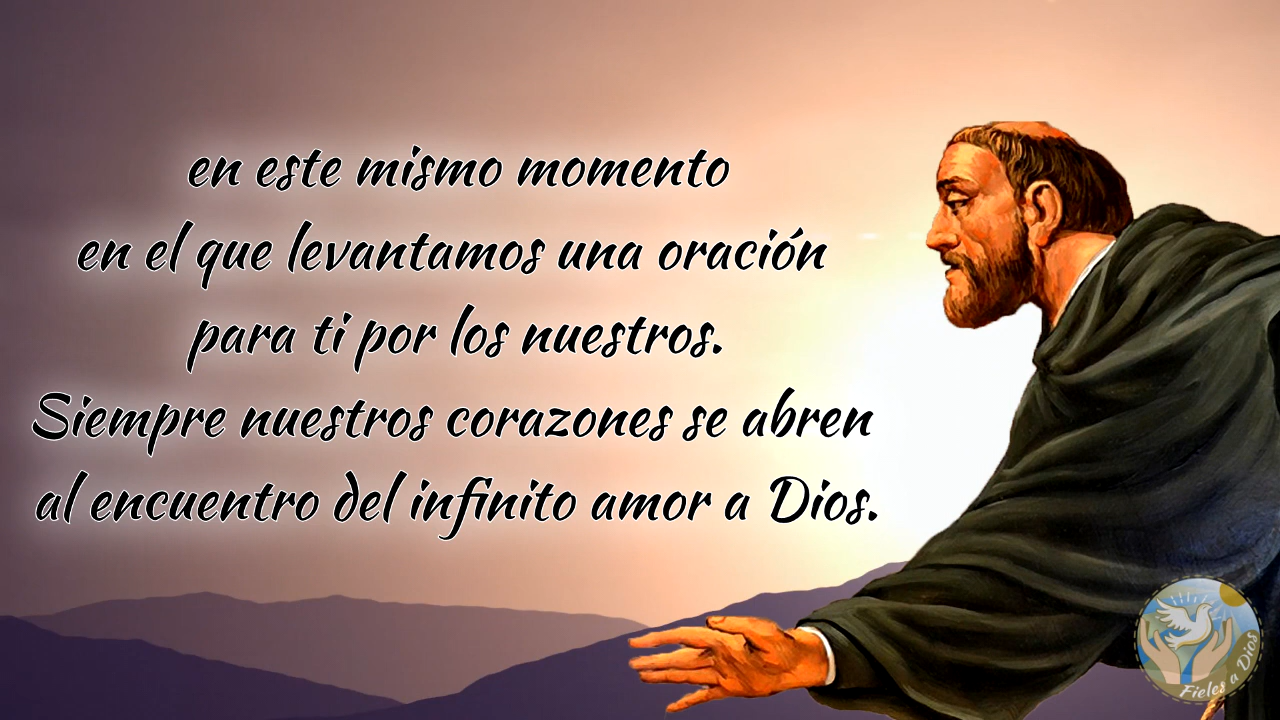 en este mismo momento
en el que levantamos una oración
para ti por los nuestros.
Siempre nuestros corazones se abren
al encuentro del infinito amor a Dios.
Fieles a Dios